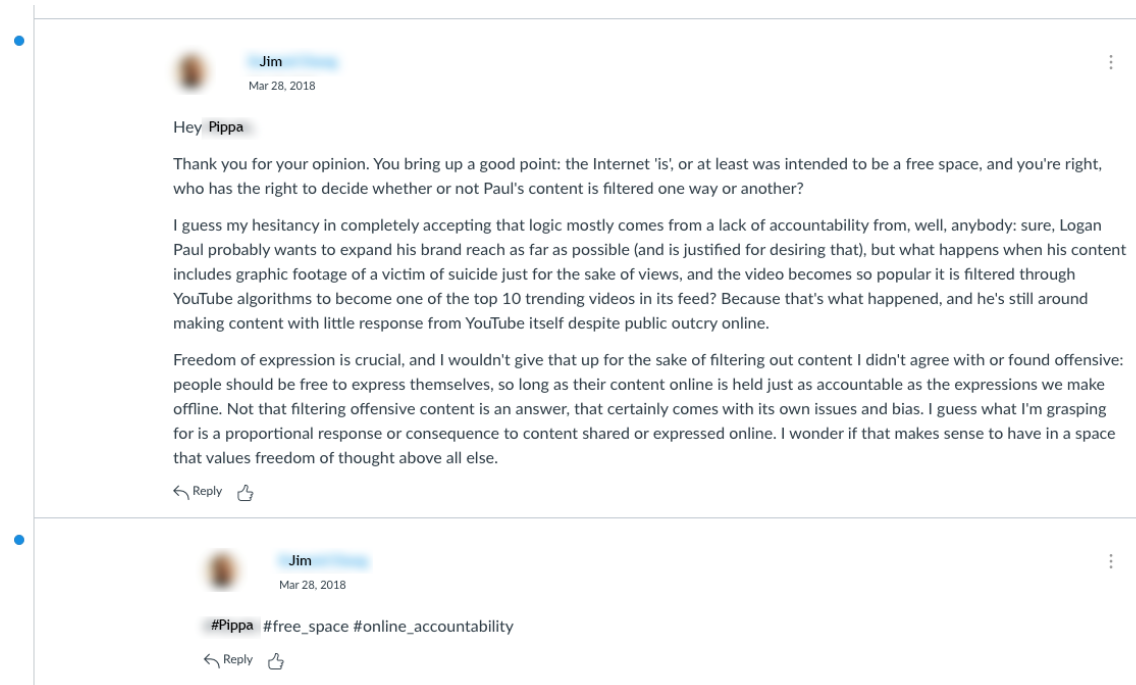 Jim
Mar 28, 2018
Hey Pippa
Thank you for your opinion. You bring up a good point: the Internet 'is', or at least was intended to be a free space, and you're right,
who has the right to decide whether or not Paul's content is filtered one way or another?
I guess my hesitancy in completely accepting that logic mostly comes from a lack of accountability from, well, anybody: sure, Logan
Paul probably wants to expand his brand reach as far as possible (and is justified for desiring that), but what happens when his content
includes graphic footage of a victim of suicide just for the sake of views, and the video becomes so popular it is filtered through
YouTube algorithms to become one of the top 10 trending videos in its feed? Because that's what happened, and he's still around
making content with little response from YouTube itself despite public outcry online.
Freedom of expression is crucial, and I wouldn't give that up for the sake of filtering out content I didn't agree with or found offensive:
people should be free to express themselves, so long as their content online is held just as accountable as the expressions we make
offline. Not that filtering offensive content is an answer, that certainly comes with its own issues and bias. I guess what I'm grasping
for is a proportional response or consequence to content shared or expressed online. I wonder if that makes sense to have in a space
that values freedom of thought above all else.
Reply
Jim
Mar 28, 2018
#Pippa #free_space #online_accountability
Reply